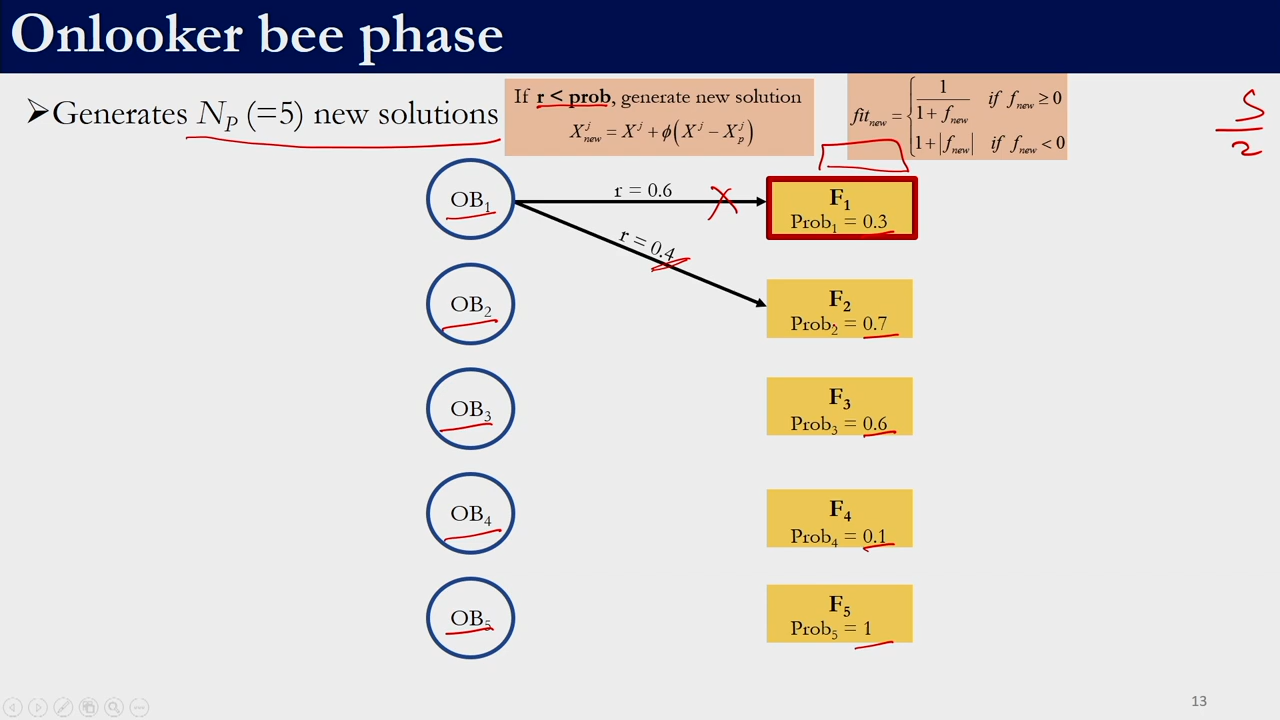 Onlooker bee phase
➤Generates N_P (=5) new solutions
If r < prob, generate new solution
X^j_new = X^j + ϕ(X^j − X^j_p)
fit_new = { 1/(1 + f_new) if f_new ≥ 0
1 + |f_new| if f_new < 0
S/2
OB₁
r = 0.6
F₁
Prob₁ = 0.3
r = 0.4
OB₂
F₂
Prob₂ = 0.7
OB₃
F₃
Prob₃ = 0.6
OB₄
F₄
Prob₄ = 0.1
OB₅
F₅
Prob₅ = 1
13